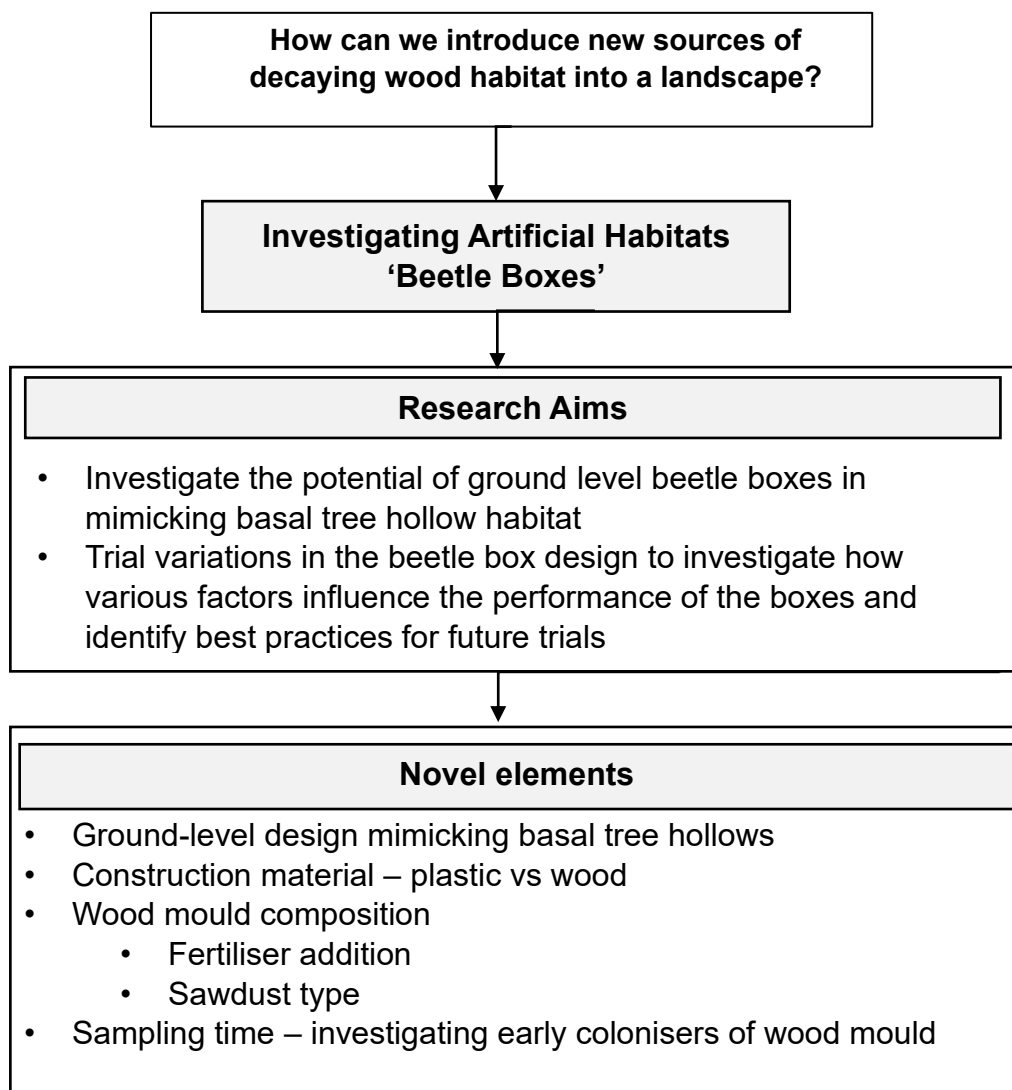 How can we introduce new sources of
decaying wood habitat into a landscape?
Investigating Artificial Habitats
‘Beetle Boxes’
Research Aims
• Investigate the potential of ground level beetle boxes in
mimicking basal tree hollow habitat
• Trial variations in the beetle box design to investigate how
various factors influence the performance of the boxes and
identify best practices for future trials
Novel elements
• Ground-level design mimicking basal tree hollows
• Construction material – plastic vs wood
• Wood mould composition
• Fertiliser addition
• Sawdust type
• Sampling time – investigating early colonisers of wood mould